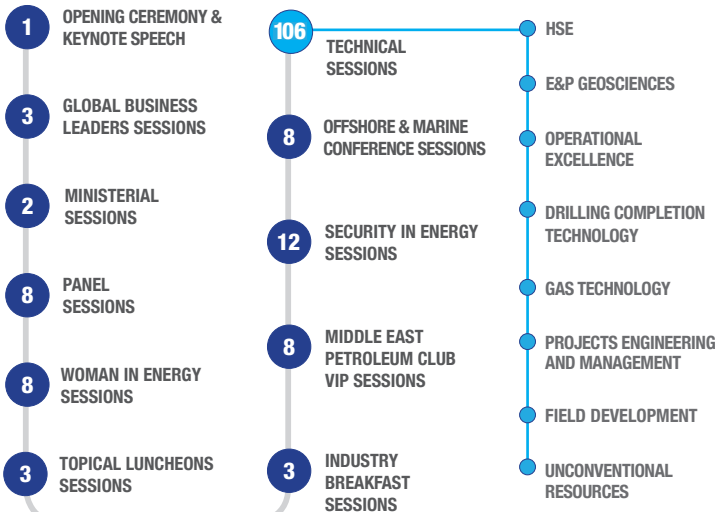 1
OPENING CEREMONY &
KEYNOTE SPEECH
3
GLOBAL BUSINESS
LEADERS SESSIONS
2
MINISTERIAL
SESSIONS
8
PANEL
SESSIONS
8
WOMAN IN ENERGY
SESSIONS
3
TOPICAL LUNCHEONS
SESSIONS
106
TECHNICAL
SESSIONS
8
OFFSHORE & MARINE
CONFERENCE SESSIONS
12
SECURITY IN ENERGY
SESSIONS
8
MIDDLE EAST
PETROLEUM CLUB
VIP SESSIONS
3
INDUSTRY
BREAKFAST
SESSIONS
HSE
E&P GEOSCIENCES
OPERATIONAL
EXCELLENCE
DRILLING COMPLETION
TECHNOLOGY
GAS TECHNOLOGY
PROJECTS ENGINEERING
AND MANAGEMENT
FIELD DEVELOPMENT
UNCONVENTIONAL
RESOURCES